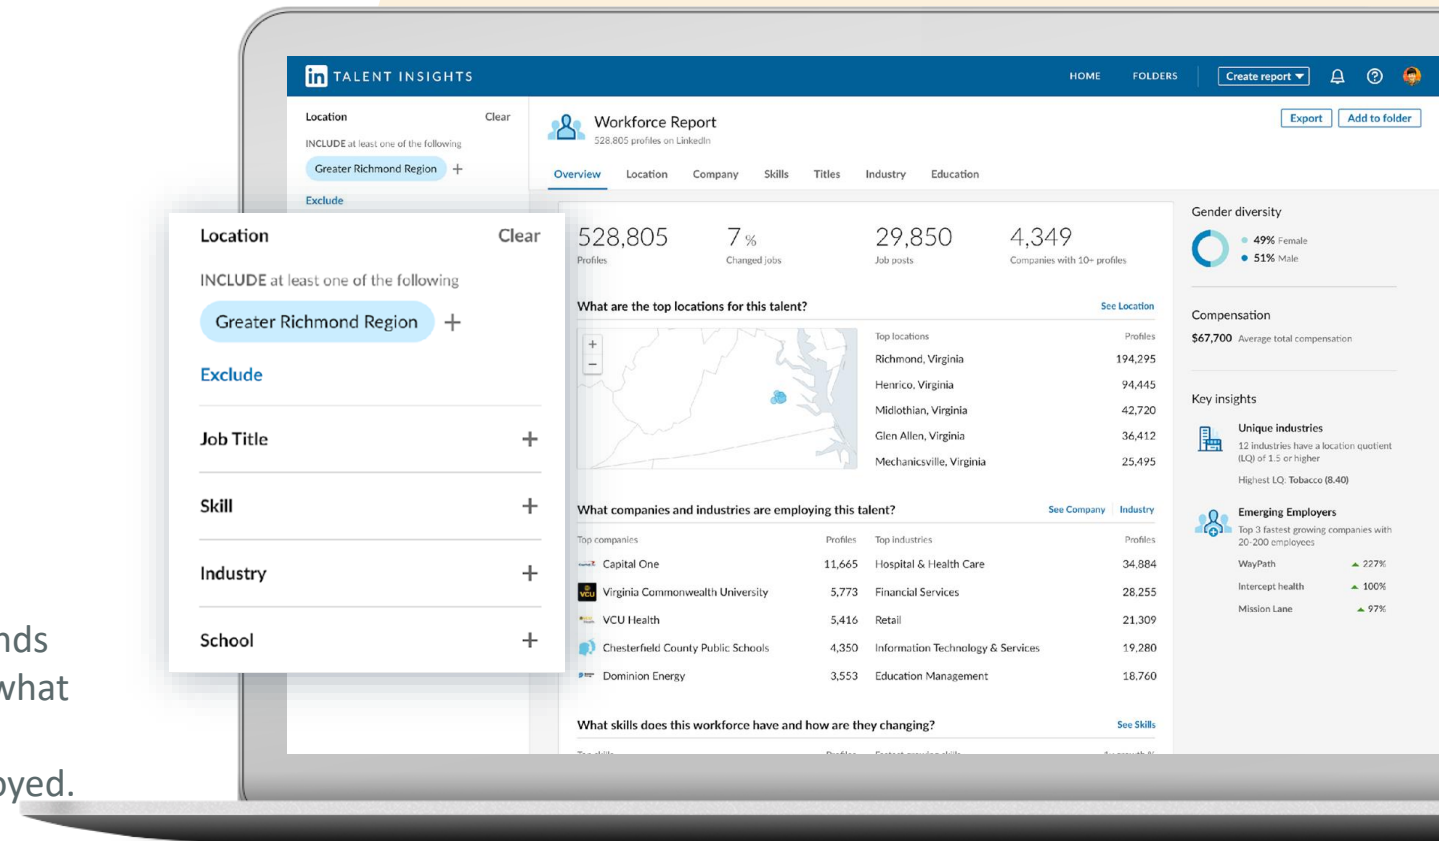 in TALENT INSIGHTS
HOME FOLDERS Create report
Location Clear
INCLUDE at least one of the following
Greater Richmond Region +
Exclude
Workforce Report
528,805 profiles on LinkedIn
Export Add to folder
Overview Location Company Skills Titles Industry Education
Location Clear
INCLUDE at least one of the following
Greater Richmond Region +
Exclude
Job Title +
Skill +
Industry +
School +
528,805 7 % 29,850 4,349
Profiles Changed jobs Job posts Companies with 10+ profiles
What are the top locations for this talent? See Location
+
−
Top locations Profiles
Richmond, Virginia 194,295
Henrico, Virginia 94,445
Midlothian, Virginia 42,720
Glen Allen, Virginia 36,412
Mechanicsville, Virginia 25,495
What companies and industries are employing this talent? See Company Industry
Top companies Profiles Top industries Profiles
Capital One 11,665 Hospital & Health Care 34,884
VCU Virginia Commonwealth University 5,773 Financial Services 28,255
VCU Health 5,416 Retail 21,309
Chesterfield County Public Schools 4,350 Information Technology & Services 19,280
Dominion Energy 3,553 Education Management 18,760
What skills does this workforce have and how are they changing? See Skills
Gender diversity
49% Female
51% Male
Compensation
$67,700 Average total compensation
Key insights
Unique industries
12 industries have a location quotient
(LQ) of 1.5 or higher
Highest LQ: Tobacco (8.40)
Emerging Employers
Top 3 fastest growing companies with
20-200 employees
WayPath 227%
Intercept health 100%
Mission Lane 97%
nds
what
oyed.